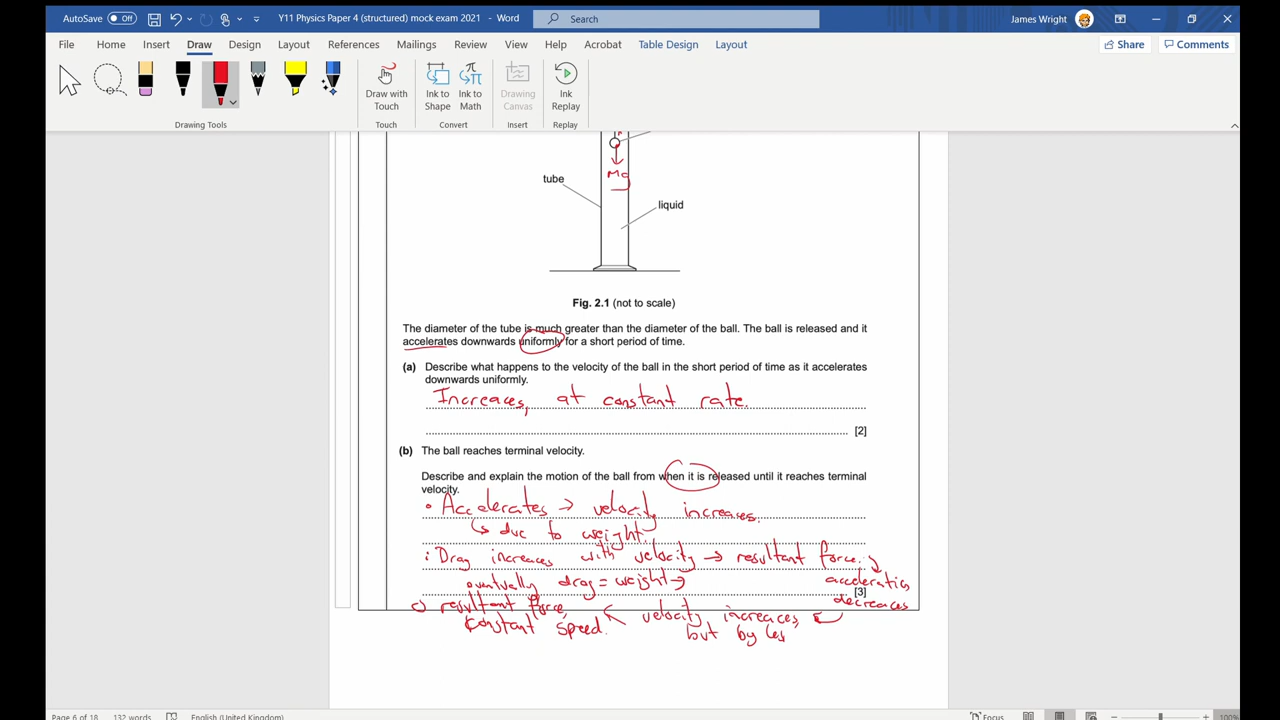 AutoSave Off Y11 Physics Paper 4 (structured) mock exam 2021 - Word Search James Wright
File Home Insert Draw Design Layout References Mailings Review View Help Acrobat Table Design Layout Share Comments
Draw with Touch Ink to Shape Ink to Math Drawing Canvas Ink Replay
Drawing Tools Touch Convert Insert Replay
Mg
tube
liquid
Fig. 2.1 (not to scale)
The diameter of the tube is much greater than the diameter of the ball. The ball is released and it
accelerates downwards uniformly for a short period of time.
(a) Describe what happens to the velocity of the ball in the short period of time as it accelerates
downwards uniformly.
Increases, at constant rate.
[2]
(b) The ball reaches terminal velocity.
Describe and explain the motion of the ball from when it is released until it reaches terminal
velocity.
• Accelerates → velocity increases.
↳ due to weight.
• Drag increases with velocity → resultant force ↓
eventually drag = weight → acceleration
[3]
decreases
resultant force, velocity increases,
constant speed. but by less
Page 6 of 18 132 words English (United Kingdom) Focus 100%